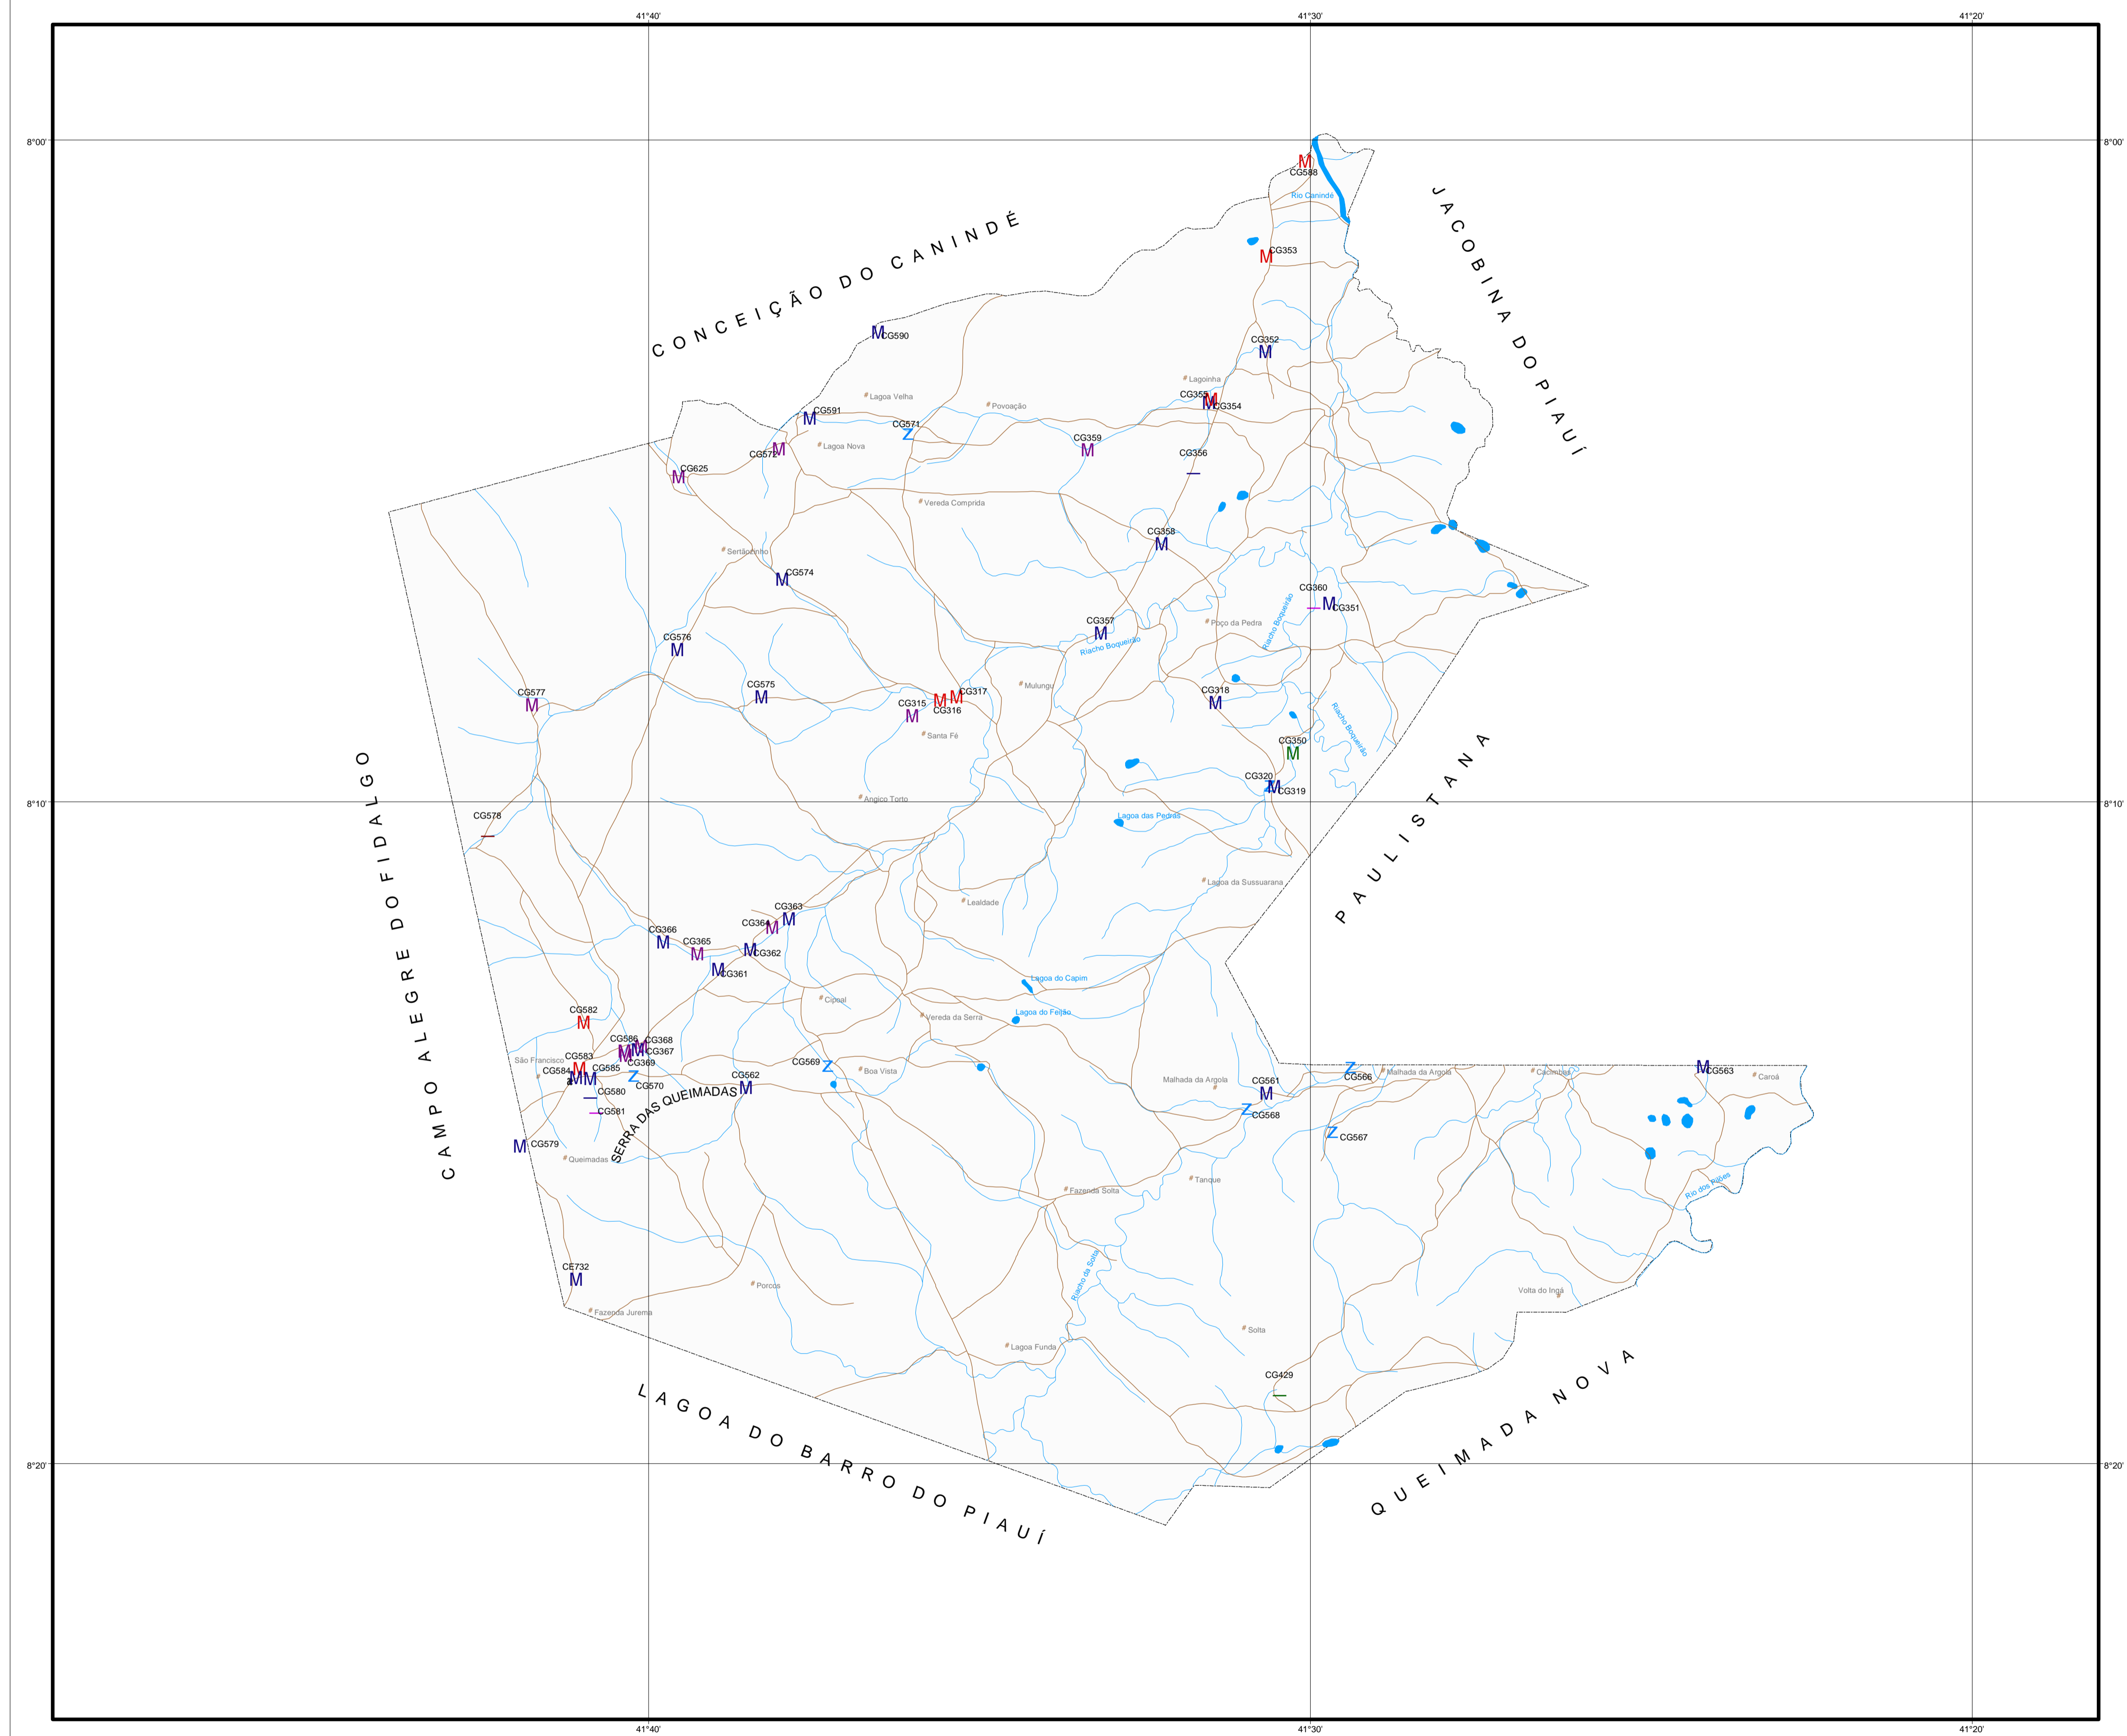 41°40'
41°30'
41°20'
8°00'
8°00'
M
CG588
Rio Canindé
JACOBINA DO PIAUÍ
CONCEIÇÃO DO CANINDÉ
M
CG353
M
CG590
CG352
M
# Lagoinha
# Lagoa Velha
# Povoação
CG355
M
CG354
CG591
M
CG571
Z
# Lagoa Nova
CG572
M
CG359
M
CG356
CG625
M
# Vereda Comprida
CG358
M
# Sertãozinho
CG574
M
CG360
M
CG351
# Poço da Pedra
Riacho Boqueirão
CG357
M
Riacho Boqueirão
CG576
M
CG575
M
# Mulungu
CG577
M
CG315
M
M
CG316
M
CG317
CG318
M
Riacho Boqueirão
# Santa Fé
CG350
M
CG320
Z
M
CG319
PAULISTANA
8°10'
8°10'
# Angico Torto
Lagoa das Pedras
CG578
CAMPO ALEGRE DO FIDALGO
# Lagoa da Sussuarana
# Lealdade
CG363
M
CG364
M
CG366
M
CG365
M
M
CG362
M
CG361
Lagoa do Capim
# Cipoal
Lagoa do Feijão
# Vereda da Serra
CG582
M
CG586
M
M
CG368
CG367
CG369
São Francisco
#
CG583
M
CG584
M
M
CG585
a
Z
CG570
CG580
CG581
SERRA DAS QUEIMADAS
CG562
M
CG569
Z
# Boa Vista
Malhada da Argola
#
CG561
M
Z
CG568
Z
CG566
# Malhada da Argola
# Cacimbas
M
CG563
# Caroá
Z
CG567
M
CG579
# Queimadas
# Tanque
# Fazenda Solta
Rio dos Pilões
Riacho da Solta
CE732
M
# Porcos
# Fazenda Jurema
Volta do Ingá
#
# Solta
# Lagoa Funda
CG429
QUEIMADA NOVA
LAGOA DO BARRO DO PIAUÍ
8°20'
8°20'
41°40'
41°30'
41°20'